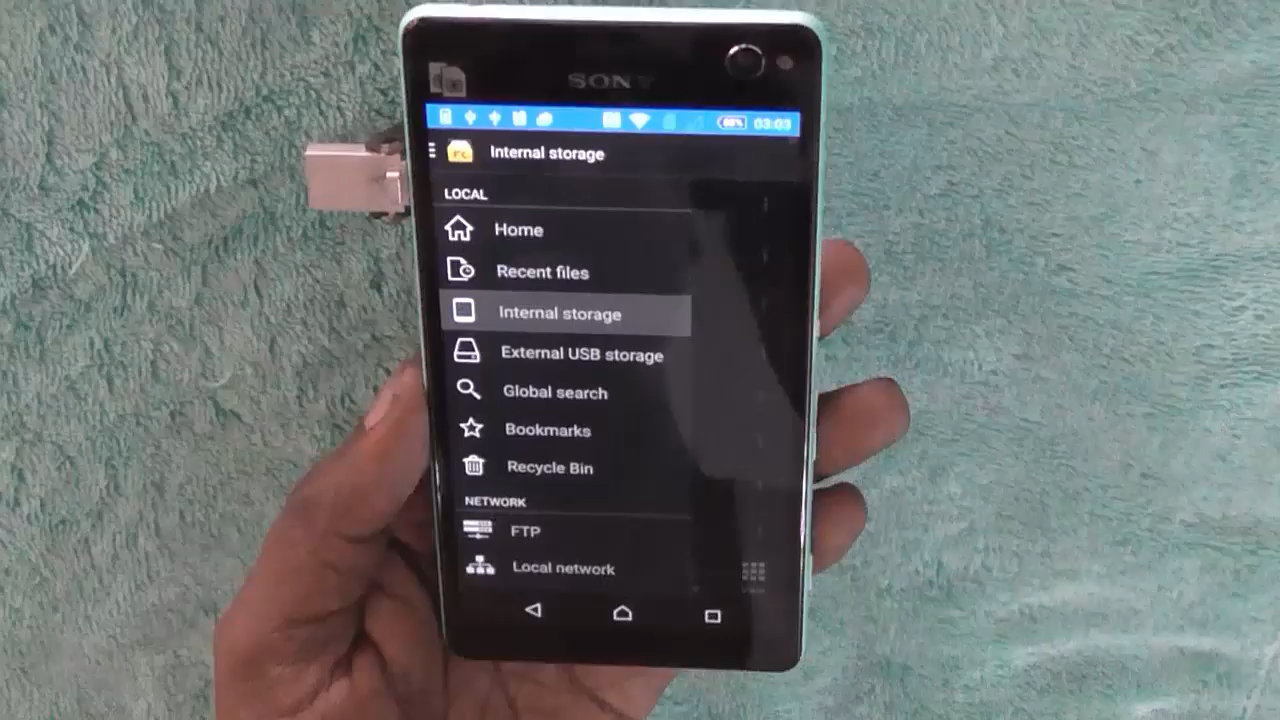 SONY
03:03
Internal storage
LOCAL
Home
Recent files
Internal storage
External USB storage
Global search
Bookmarks
Recycle Bin
NETWORK
FTP
Local network